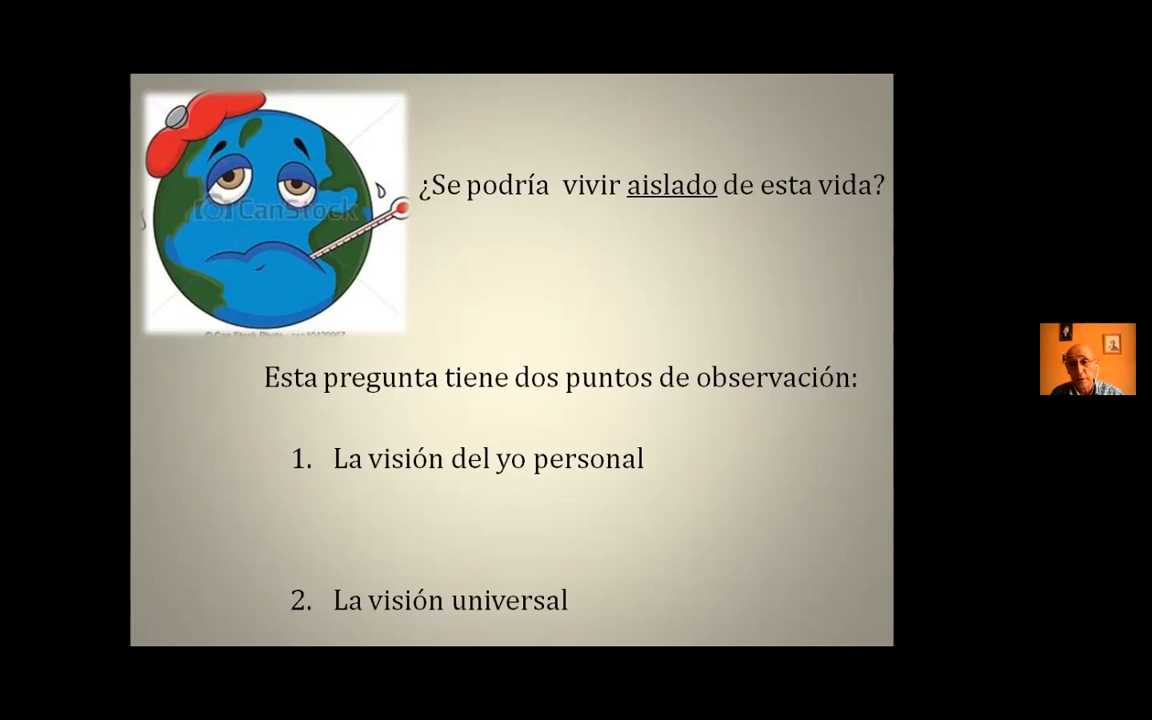 ¿Se podría vivir aislado de esta vida?
CanStock
Esta pregunta tiene dos puntos de observación:
1. La visión del yo personal
2. La visión universal